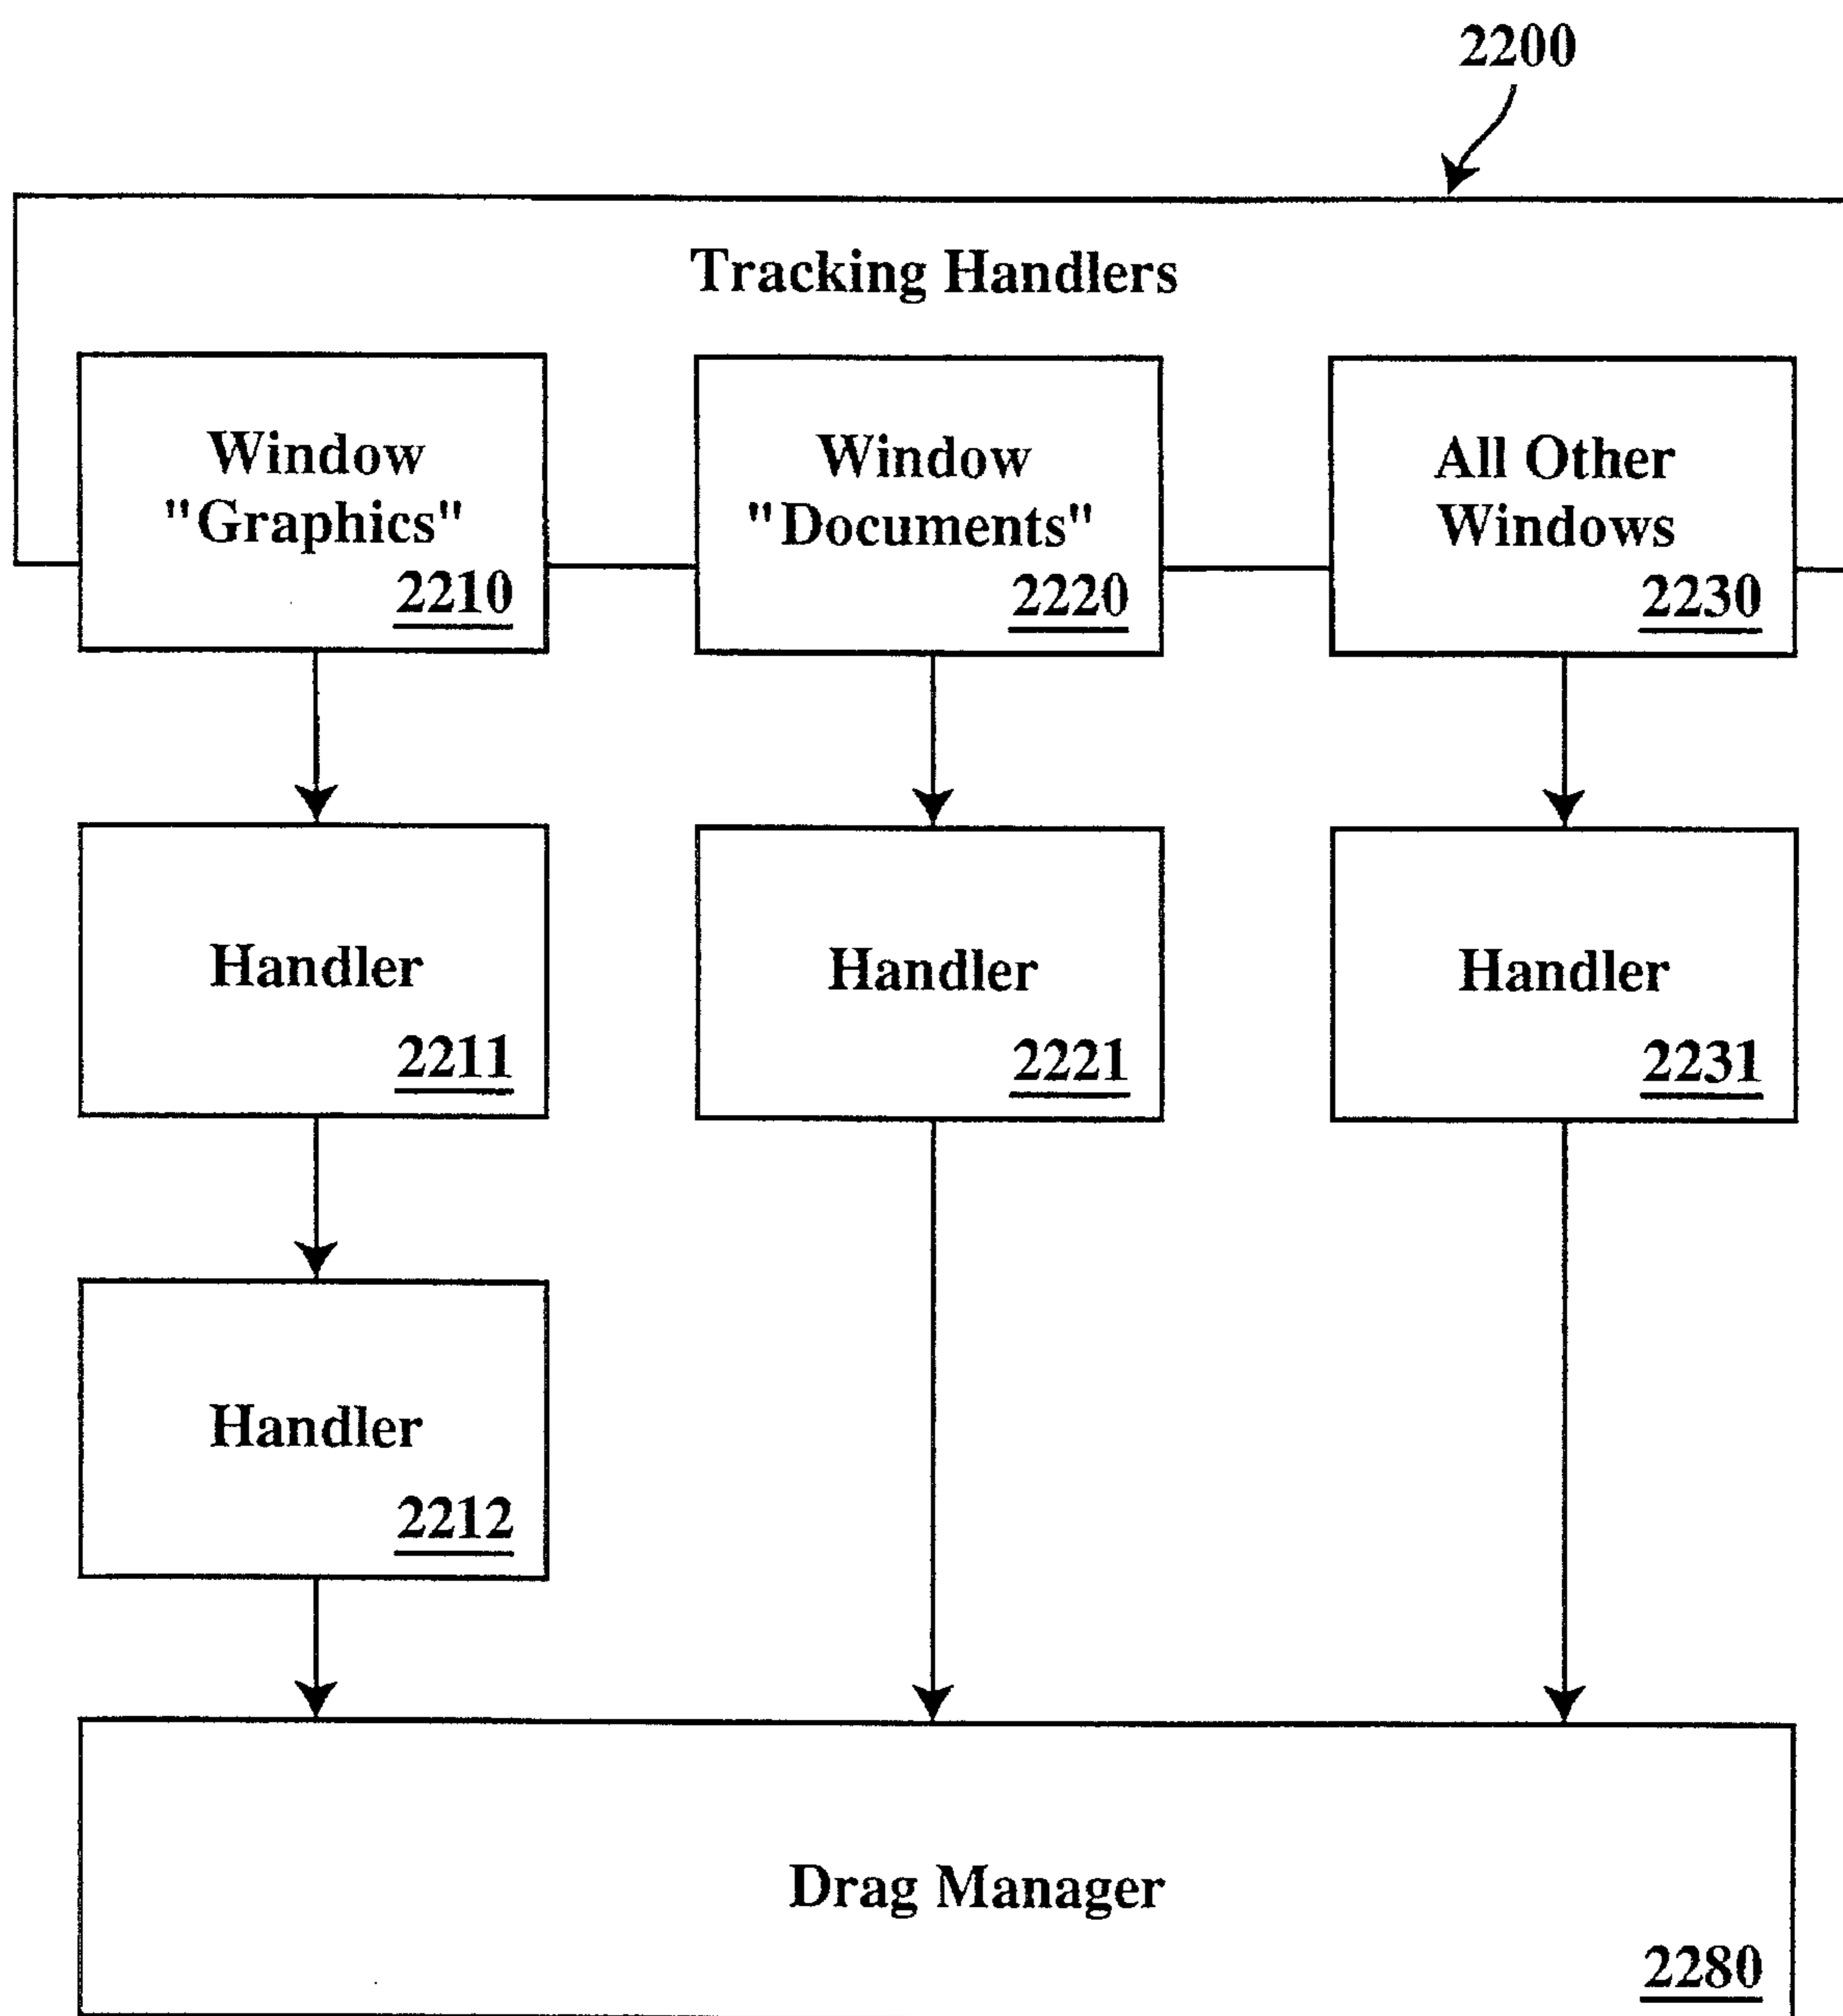 2200
Tracking Handlers
Window
"Graphics"
2210
Window
"Documents"
2220
All Other
Windows
2230
Handler
2211
Handler
2221
Handler
2231
Handler
2212
Drag Manager
2280